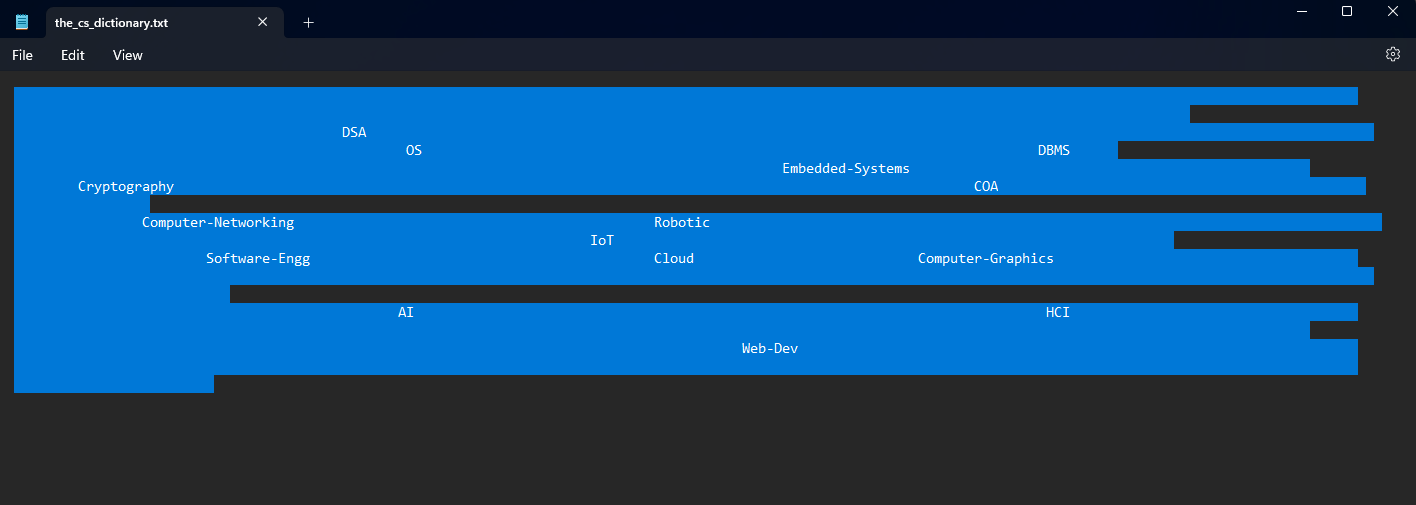 the_cs_dictionary.txt
File Edit View
DSA
OS DBMS
Embedded-Systems
Cryptography COA
Computer-Networking Robotic
IoT
Software-Engg Cloud Computer-Graphics
AI HCI
Web-Dev